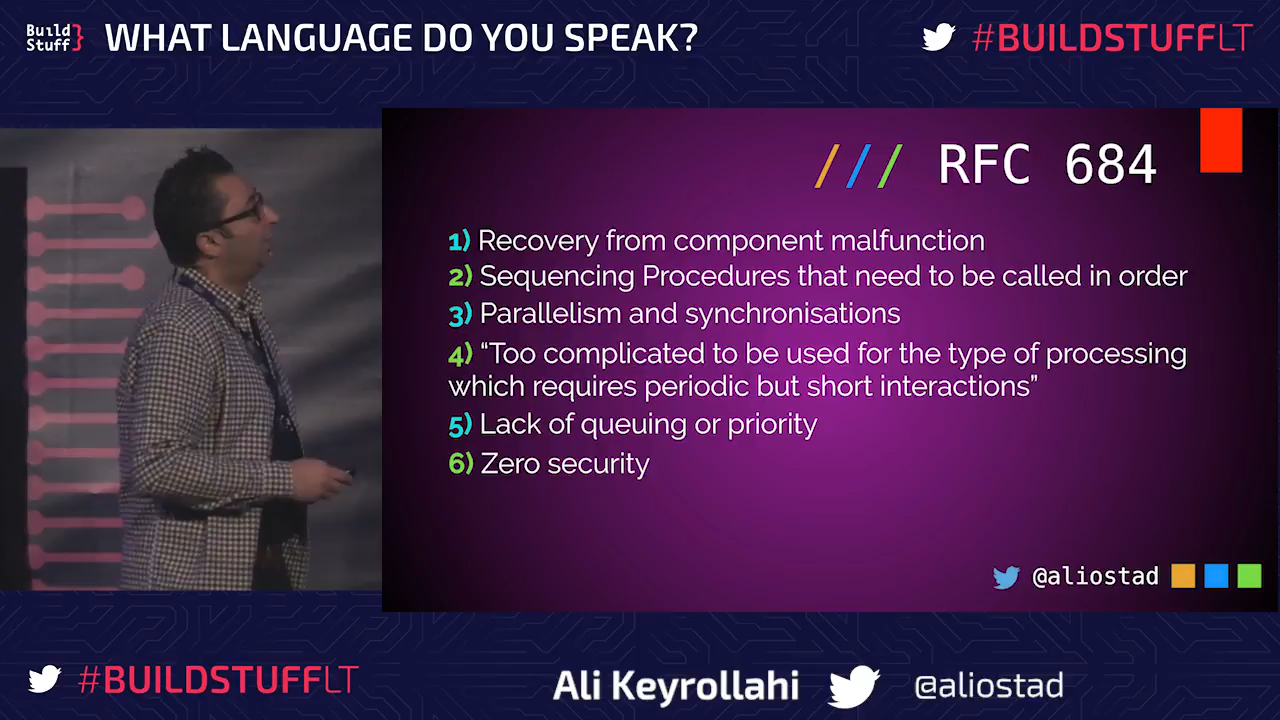 Build
Stuff}
WHAT LANGUAGE DO YOU SPEAK?
#BUILDSTUFFLT
/// RFC 684
1) Recovery from component malfunction
2) Sequencing Procedures that need to be called in order
3) Parallelism and synchronisations
4) “Too complicated to be used for the type of processing
which requires periodic but short interactions”
5) Lack of queuing or priority
6) Zero security
@aliostad
#BUILDSTUFFLT
Ali Keyrollahi
@aliostad